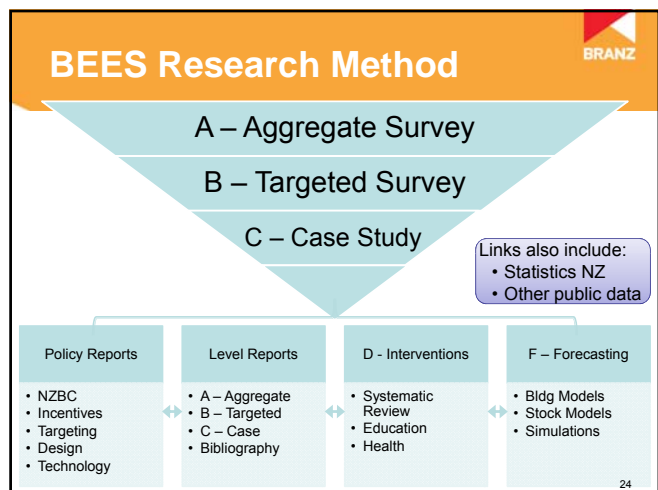 BRANZ
BEES Research Method
A – Aggregate Survey
B – Targeted Survey
C – Case Study
Links also include:
• Statistics NZ
• Other public data
Policy Reports
• NZBC
• Incentives
• Targeting
• Design
• Technology
Level Reports
• A – Aggregate
• B – Targeted
• C – Case
• Bibliography
D - Interventions
• Systematic
Review
• Education
• Health
F – Forecasting
• Bldg Models
• Stock Models
• Simulations
24